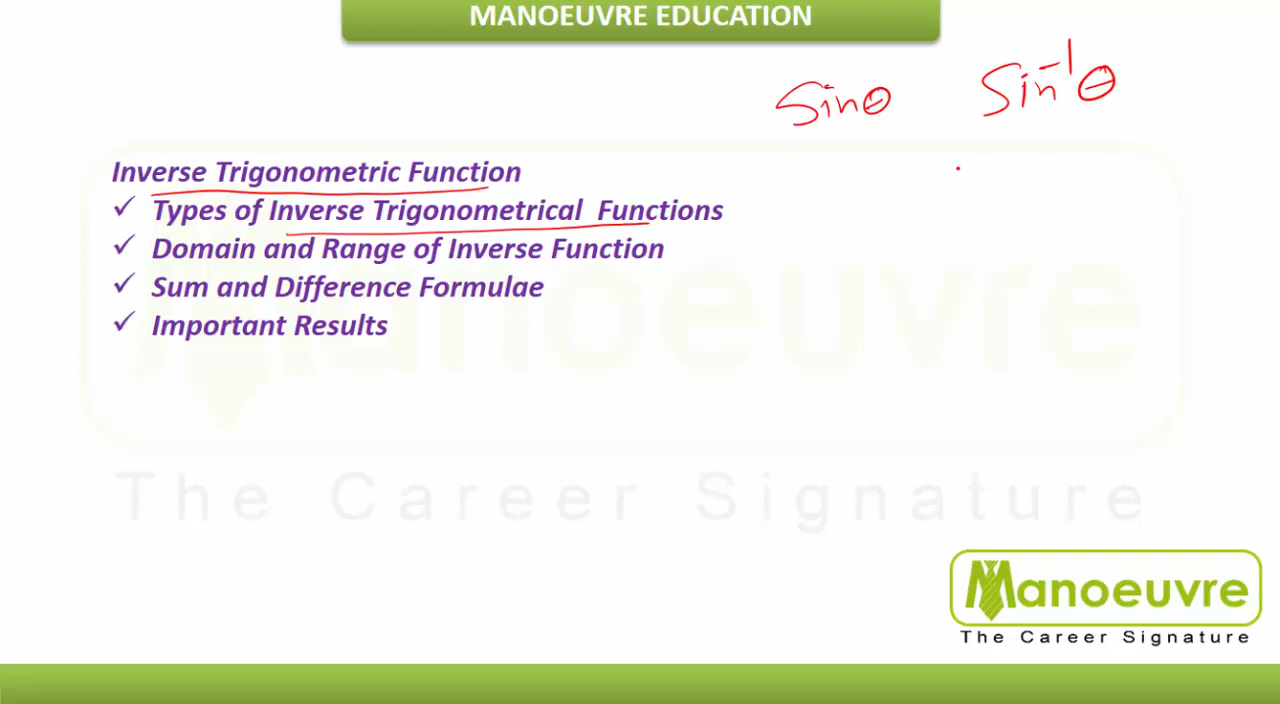 MANOEUVRE EDUCATION
Sinθ Sin⁻¹θ
Inverse Trigonometric Function
✓ Types of Inverse Trigonometrical Functions
✓ Domain and Range of Inverse Function
✓ Sum and Difference Formulae
✓ Important Results
Manoeuvre
The Career Signature
Manoeuvre
The Career Signature